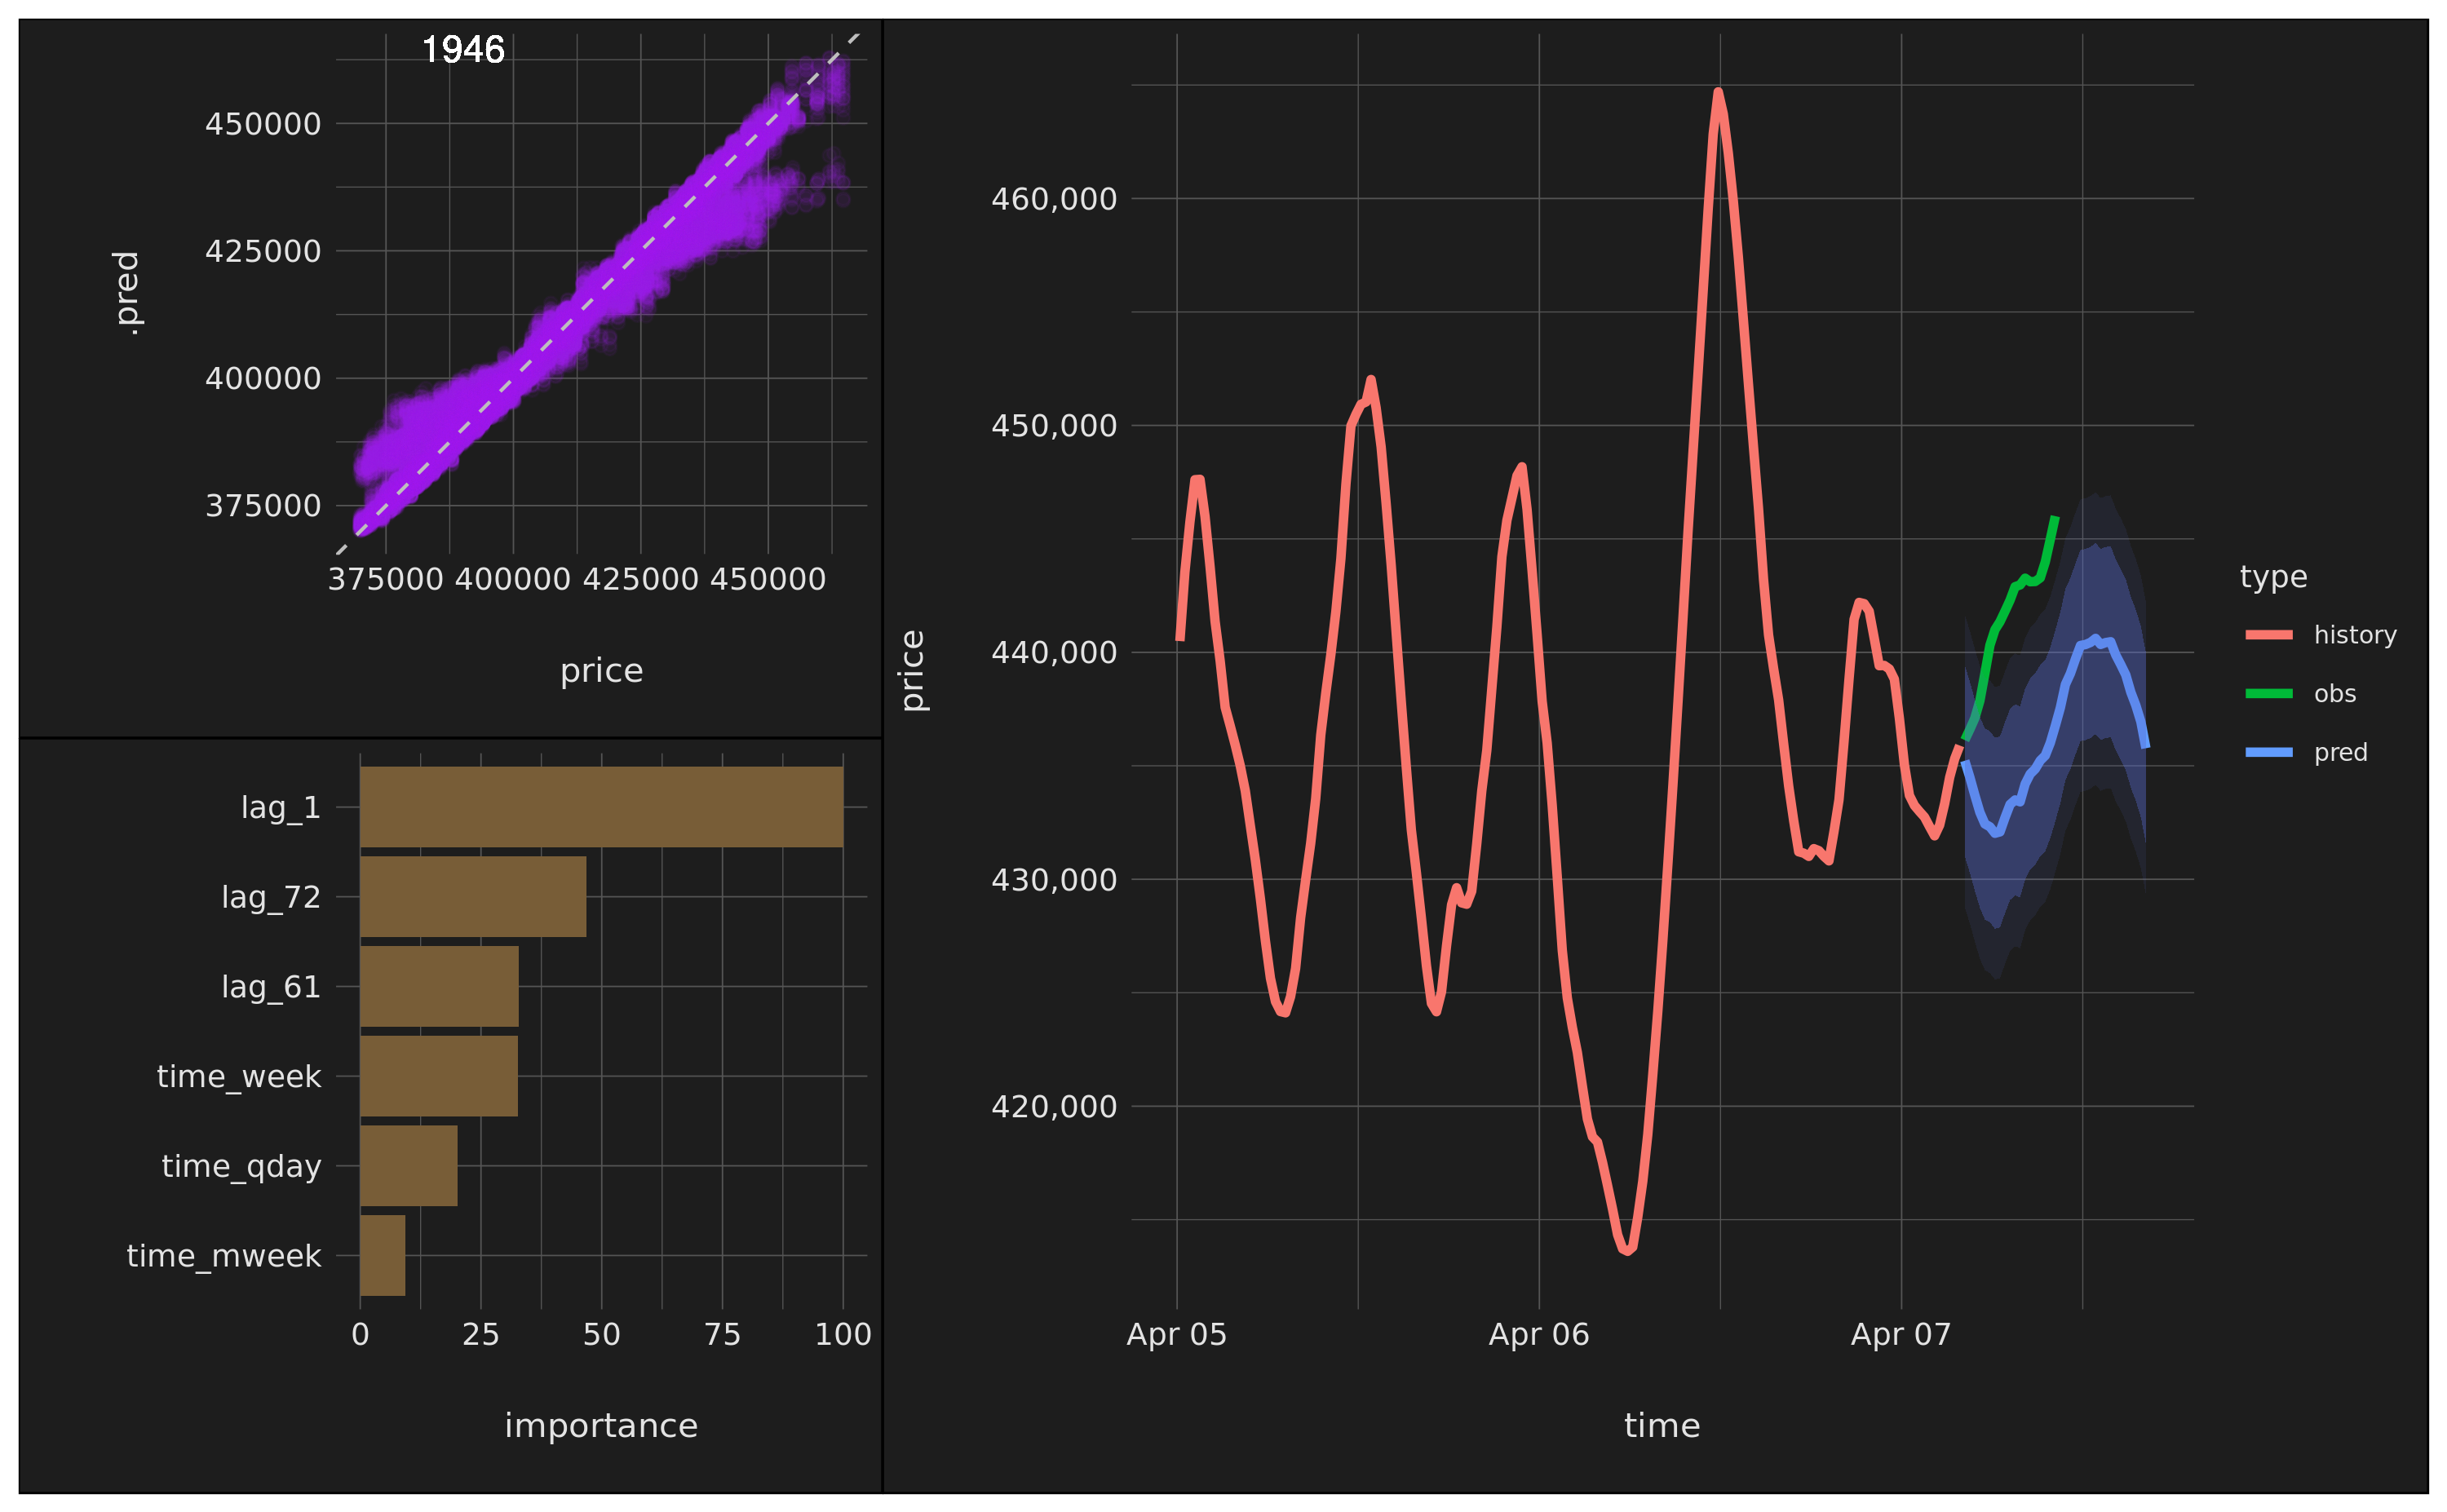 1946
.pred
450000
425000
400000
375000
375000 400000 425000 450000
price
lag_1
lag_72
lag_61
time_week
time_qday
time_mweek
0 25 50 75 100
importance
price
460,000
450,000
440,000
430,000
420,000
Apr 05 Apr 06 Apr 07
time
type
history
obs
pred